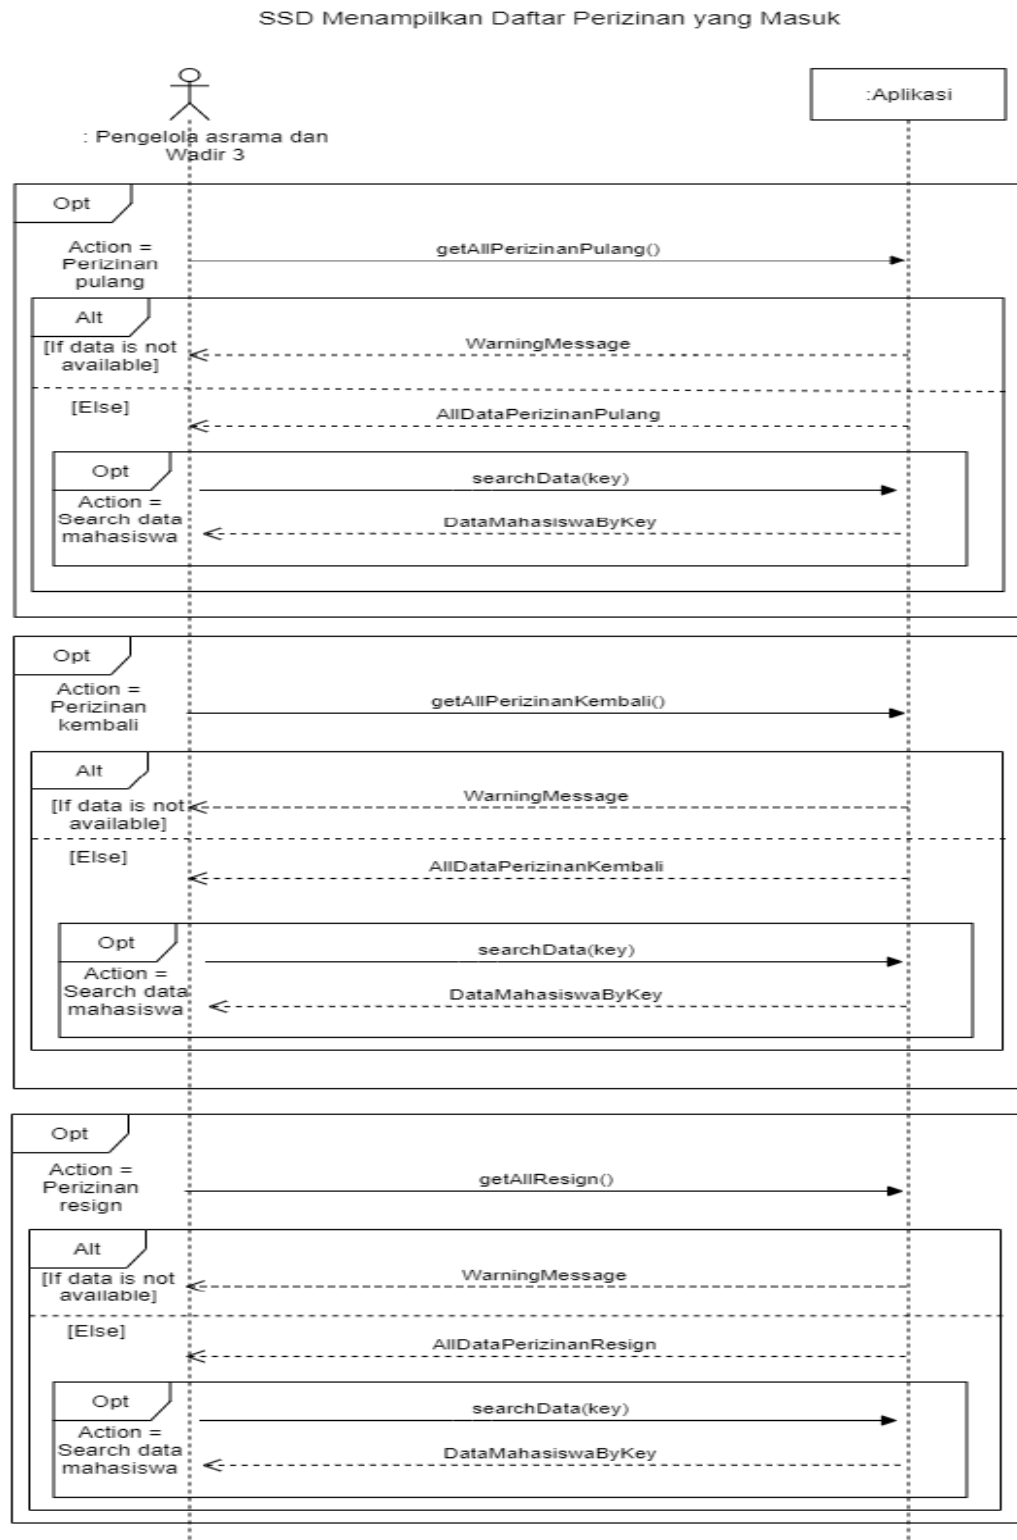 SSD Menampilkan Daftar Perizinan yang Masuk
:Aplikasi
: Pengelola asrama dan
Wadir 3
Opt
Action =
Perizinan
pulang
getAllPerizinanPulang()
Alt
[If data is not
available]
WarningMessage
[Else]
AllDataPerizinanPulang
Opt
Action =
Search data
mahasiswa
searchData(key)
DataMahasiswaByKey
Opt
Action =
Perizinan
kembali
getAllPerizinanKembali()
Alt
[If data is not
available]
WarningMessage
[Else]
AllDataPerizinanKembali
Opt
Action =
Search data
mahasiswa
searchData(key)
DataMahasiswaByKey
Opt
Action =
Perizinan
resign
getAllResign()
Alt
[If data is not
available]
WarningMessage
[Else]
AllDataPerizinanResign
Opt
Action =
Search data
mahasiswa
searchData(key)
DataMahasiswaByKey